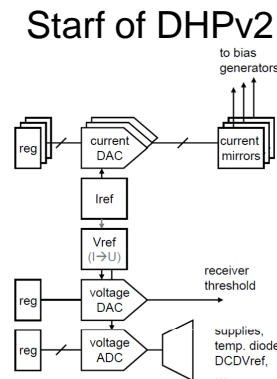 Starf of DHPv2
to bias
generators
reg
current
DAC
current
mirrors
Iref
Vref
(I→U)
receiver
threshold
reg
voltage
DAC
reg
voltage
ADC
supplies,
temp. diode
DCDVref,
...